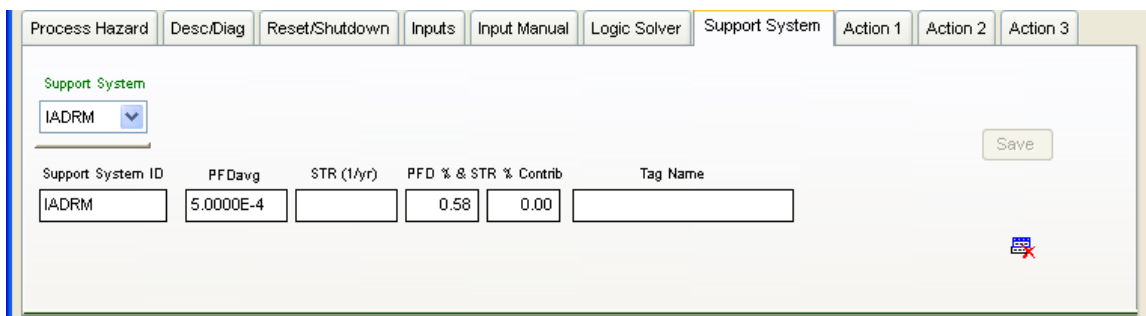 Process Hazard Desc/Diag Reset/Shutdown Inputs Input Manual Logic Solver Support System Action 1 Action 2 Action 3
Support System
IADRM
Save
Support System ID PFDavg STR (1/yr) PFD % & STR % Contrib Tag Name
IADRM 5.0000E-4 0.58 0.00